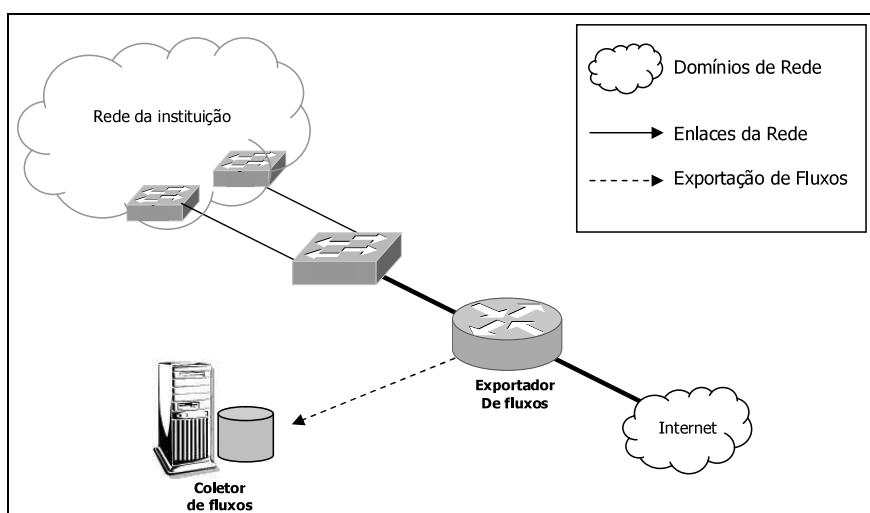 Rede da instituição
Domínios de Rede
Enlaces da Rede
Exportação de Fluxos
Exportador
De fluxos
Internet
Coletor
de fluxos